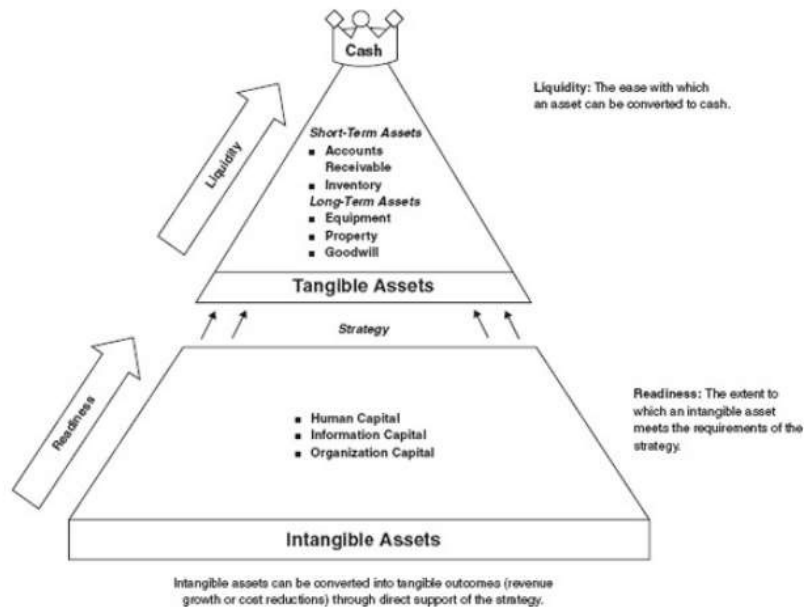 Cash
Liquidity: The ease with which
an asset can be converted to cash.
Liquidity
Short-Term Assets
■ Accounts
Receivable
■ Inventory
Long-Term Assets
■ Equipment
■ Property
■ Goodwill
Tangible Assets
Strategy
Readiness
Readiness: The extent to
which an intangible asset
meets the requirements of the
strategy.
■ Human Capital
■ Information Capital
■ Organization Capital
Intangible Assets
Intangible assets can be converted into tangible outcomes (revenue
growth or cost reductions) through direct support of the strategy.